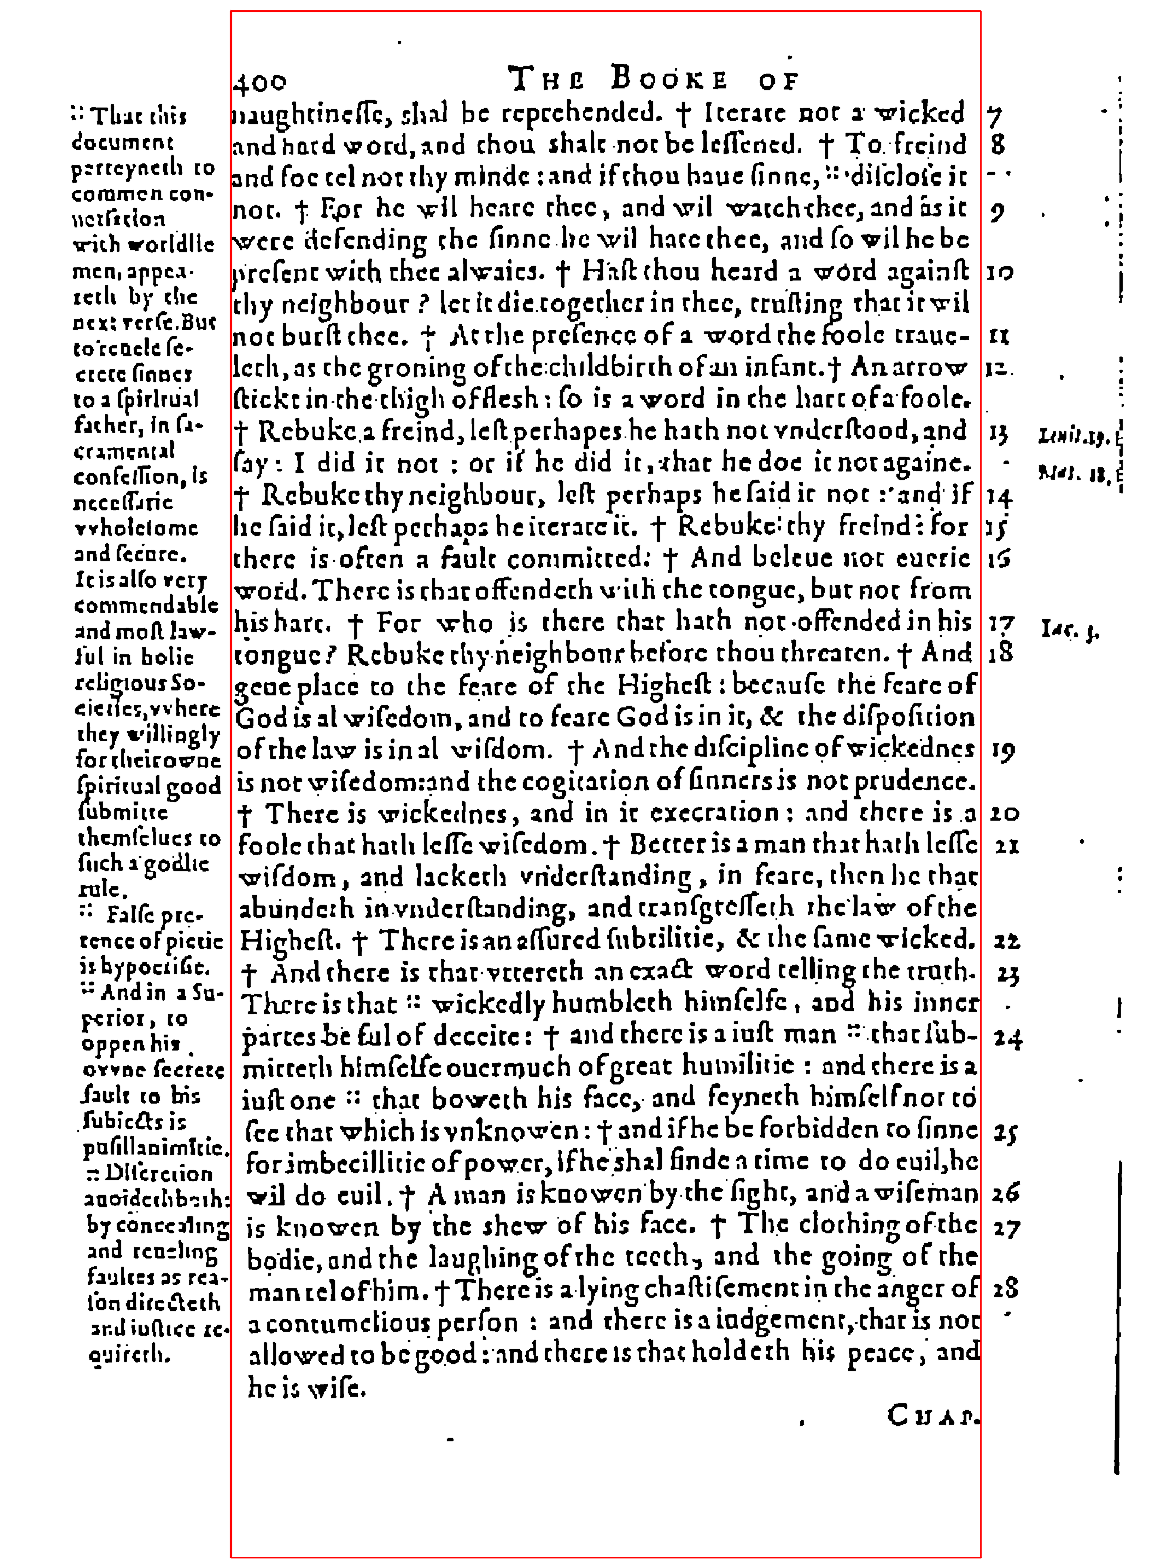 400 THE BOOKE OF
naughtineſſe, shal be reprehended. † Iterate not a wicked 7
and hard word, and thou shalt not be leſſened. † To freind 8
and foe tel not thy minde : and if thou haue ſinne, :: diſcloſe it
not. † For he wil heare thee, and wil watch thee, and as it 9
were defending the ſinne he wil hate thee, and ſo wil he be
preſent with thee alwaies. † Haſt thou heard a word againſt 10
thy neighbour ? let it die together in thee, truſting that it wil
not burſt thee. † At the preſence of a word the foole traue- 11
leth, as the groning of the childbirth of an infant. † An arrow 12
ſtickt in the thigh of flesh : ſo is a word in the hart of a foole.
† Rebuke a freind, leſt perhapes he hath not vnderſtood, and 13
ſay : I did it not : or if he did it, that he doe it not againe.
† Rebuke thy neighbour, leſt perhaps he ſaid it not : and if 14
he ſaid it, leſt perhaps he iterate it. † Rebuke thy freind : for 15
there is often a fault committed. † And beleue not euerie 16
word. There is that offendeth with the tongue, but not from
his hart. † For who is there that hath not offended in his 17
tongue ? Rebuke thy neighbour before thou threaten. † And 18
geue place to the feare of the Higheſt : becauſe the feare of
God is al wiſedom, and to feare God is in it, & the diſpoſition
of the law is in al wiſdom. † And the diſcipline of wickednes 19
is not wiſedom: and the cogitation of ſinners is not prudence.
† There is wickednes, and in it execration : and there is a 20
foole that hath leſſe wiſedom. † Better is a man that hath leſſe 21
wiſdom, and lacketh vnderſtanding, in feare, then he that
abundeth in vnderſtanding, and tranſgreſſeth the law of the
Higheſt. † There is an aſſured ſubtilitie, & the ſame wicked. 22
† And there is that vttereth an exact word telling the truth. 23
There is that :: wickedly humbleth himſelfe, and his inner
partes be ful of deceite : † and there is a iuſt man :: that ſub- 24
mitteth himſelfe ouermuch of great humilitie : and there is a
iuſt one :: that boweth his face, and feyneth himſelf not to
ſee that which is vnknowen : † and if he be forbidden to ſinne 25
for imbecillitie of power, if he shal finde a time to do euil, he
wil do euil. † A man is knowen by the ſight, and a wiſeman 26
is knowen by the shew of his face. † The clothing of the 27
bodie, and the laughing of the teeth, and the going of the
man tel of him. † There is a lying chaſtiſement in the anger of 28
a contumelious perſon : and there is a iudgement, that is not
allowed to be good : and there is that holdeth his peace, and
he is wiſe.
CHAP.
:: That this
document
perteyneth to
commen con-
uerſation
with worldlie
men, appea-
reth by the
next verſe. But
to reuele ſe-
crete ſinnes
to a ſpiritual
father, in ſa-
cramental
confeſſion, is
neceſſarie
vvholeſome
and ſecure.
It is alſo very
commendable
and moſt law-
ful in holie
religious So-
cieties, vvhere
they willingly
for their owne
ſpiritual good
ſubmitte
themſelues to
ſuch a godlie
rule.
:: Falſe pre-
tence of pietie
is hypocriſie.
:: And in a Su-
perior, to
oppen his
ovvne ſecrete
fault to his
ſubiects is
puſillanimitie.
:: Diſcretion
auoideth both:
by concealing
and reueling
faultes as rea-
ſon directeth
and iuſtice re-
quireth.
Leuit. 19.
Mat. 18.
Iac. 3.